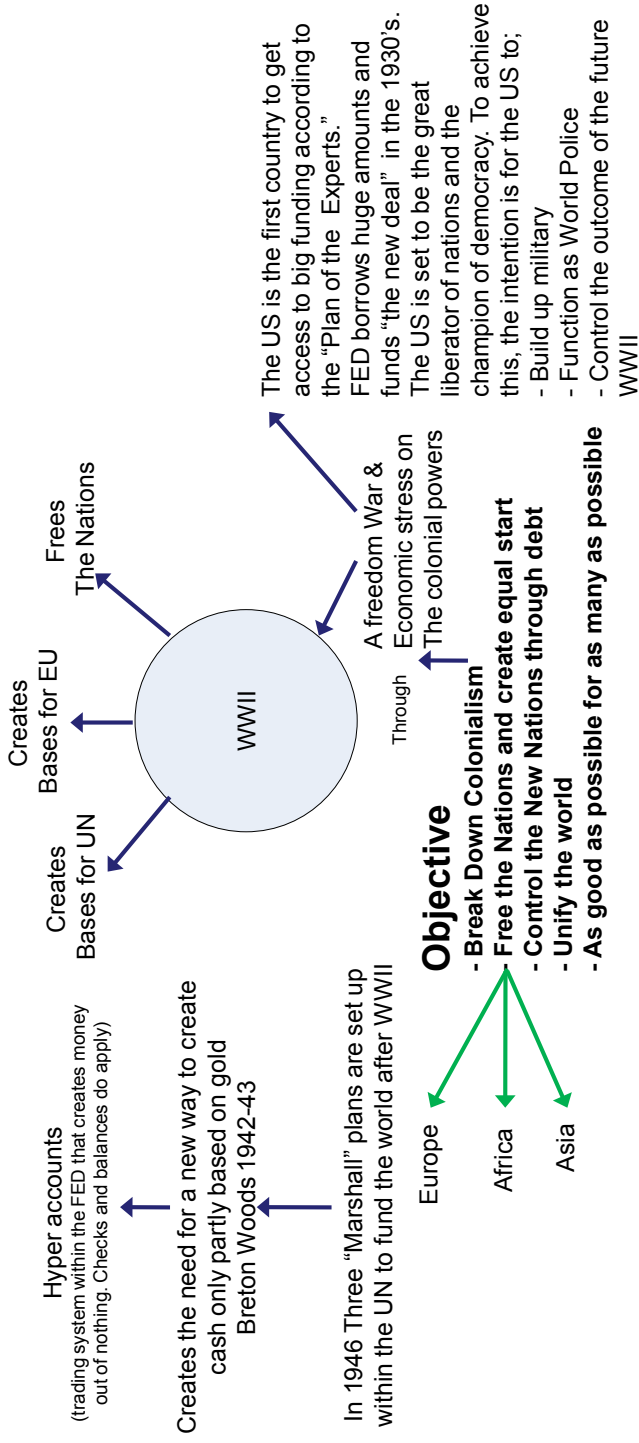 Hyper accounts
(trading system within the FED that creates money
out of nothing. Checks and balances do apply)
Creates the need for a new way to create
cash only partly based on gold
Breton Woods 1942-43
In 1946 Three “Marshall” plans are set up
within the UN to fund the world after WWII
Europe
Africa
Asia
Creates
Bases for UN
Creates
Bases for EU
Frees
The Nations
WWII
Through
A freedom War &
Economic stress on
The colonial powers
Objective
- Break Down Colonialism
- Free the Nations and create equal start
- Control the New Nations through debt
- Unify the world
- As good as possible for as many as possible
The US is the first country to get
access to big funding according to
the “Plan of the Experts.”
FED borrows huge amounts and
funds “the new deal” in the 1930’s.
The US is set to be the great
liberator of nations and the
champion of democracy. To achieve
this, the intention is for the US to;
- Build up military
- Function as World Police
- Control the outcome of the future
WWII